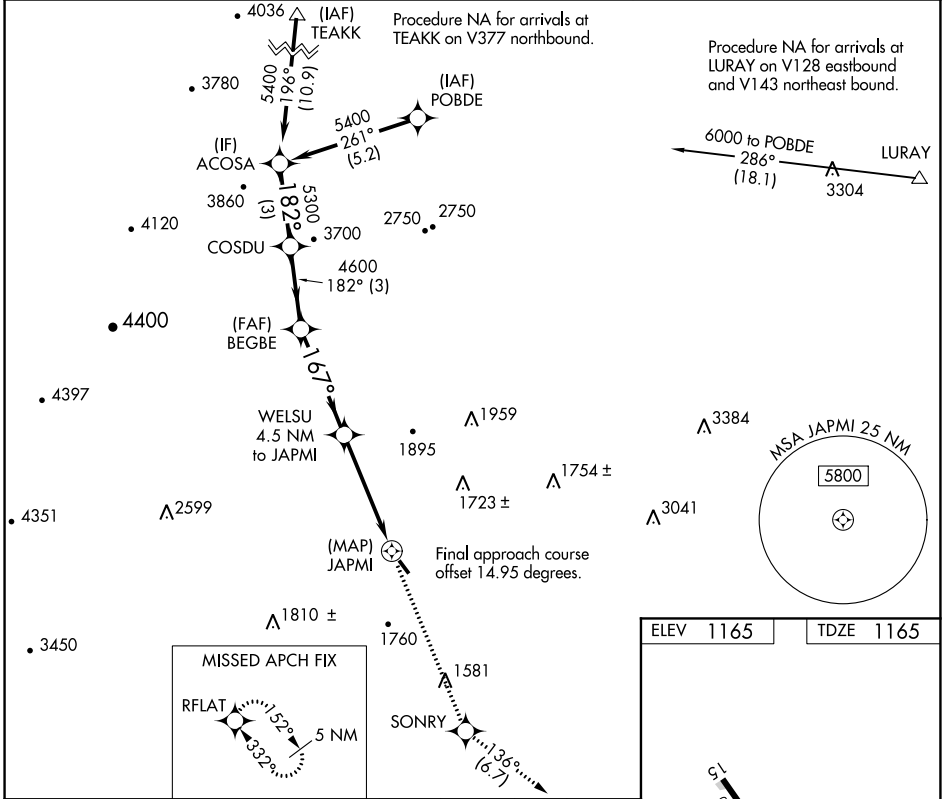 4036
(IAF)
TEAKK
Procedure NA for arrivals at
TEAKK on V377 northbound.
Procedure NA for arrivals at
LURAY on V128 eastbound
and V143 northeast bound.
3780
5400
196°
(10.9)
(IAF)
POBDE
5400
261°
(5.2)
6000 to POBDE
286°
(18.1)
LURAY
3304
(IF)
ACOSA
3860
5300
182°
(3)
4120
2750
2750
3700
COSDU
4600
182° (3)
4400
(FAF)
BEGBE
167°
4397
WELSU
4.5 NM
to JAPMI
1959
1895
3384
MSA JAPMI 25 NM
5800
1754 ±
1723 ±
2599
3041
4351
(MAP)
JAPMI
Final approach course
offset 14.95 degrees.
1810 ±
1760
3450
ELEV 1165
TDZE 1165
MISSED APCH FIX
RFLAT
152°
332°
5 NM
1581
SONRY
136°
(6.7)
15